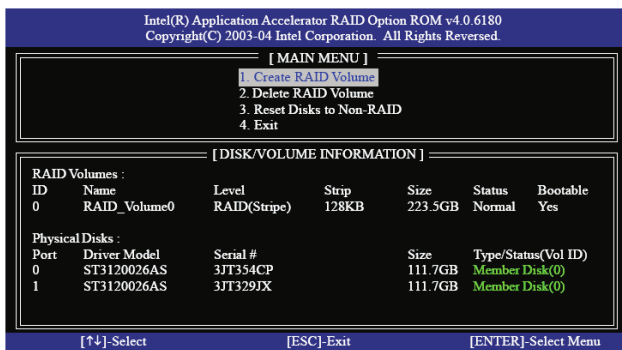 Intel(R) Application Accelerator RAID Option ROM v4.0.6180
Copyright(C) 2003-04 Intel Corporation. All Rights Reversed.
[ MAIN MENU ]
1. Create RAID Volume
2. Delete RAID Volume
3. Reset Disks to Non-RAID
4. Exit
[ DISK/VOLUME INFORMATION ]
RAID Volumes :
ID Name Level Strip Size Status Bootable
0 RAID_Volume0 RAID(Stripe) 128KB 223.5GB Normal Yes
Physical Disks :
Port Driver Model Serial # Size Type/Status(Vol ID)
0 ST3120026AS 3JT354CP 111.7GB Member Disk(0)
1 ST3120026AS 3JT329JX 111.7GB Member Disk(0)
[↑↓]-Select [ESC]-Exit [ENTER]-Select Menu